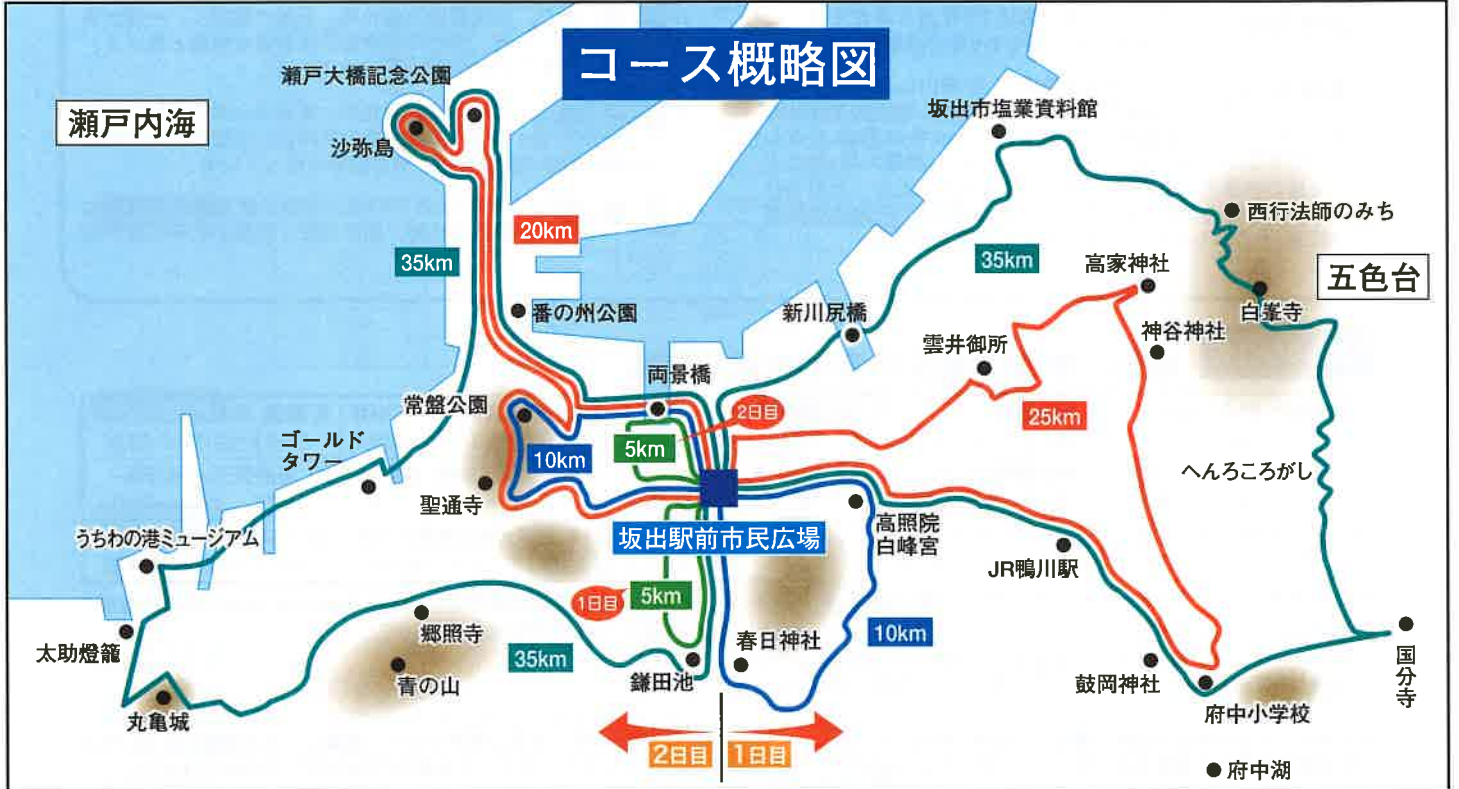 コース概略図
瀬戸内海
瀬戸大橋記念公園
沙弥島
坂出市塩業資料館
西行法師のみち
五色台
白峯寺
20km
35km
35km
高家神社
神谷神社
番の州公園
新川尻橋
雲井御所
両景橋
25km
常盤公園
2日目
5km
10km
ゴールド
タワー
聖通寺
へんろころがし
うちわの港ミュージアム
坂出駅前市民広場
高照院
白峰宮
JR鴨川駅
1日目
5km
10km
太助燈籠
郷照寺
35km
春日神社
青の山
鎌田池
鼓岡神社
国分寺
丸亀城
府中小学校
2日目
1日目
府中湖